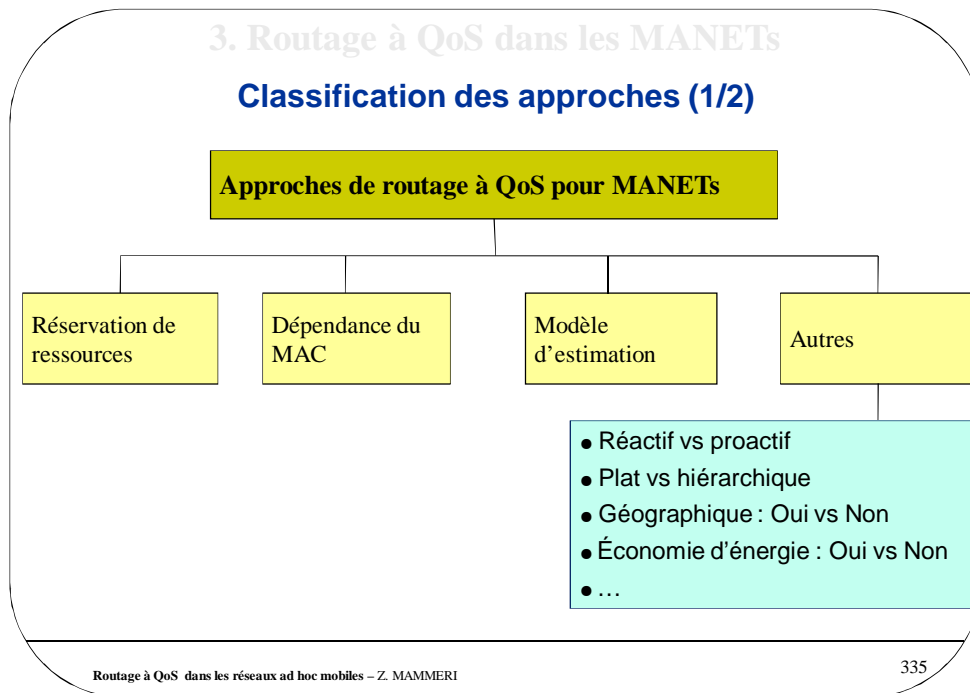 3. Routage à QoS dans les MANETs
Classification des approches (1/2)
Approches de routage à QoS pour MANETs
Réservation de
ressources
Dépendance du
MAC
Modèle
d'estimation
Autres
● Réactif vs proactif
● Plat vs hiérarchique
● Géographique : Oui vs Non
● Économie d'énergie : Oui vs Non
● …
Routage à QoS dans les réseaux ad hoc mobiles – Z. MAMMERI
335